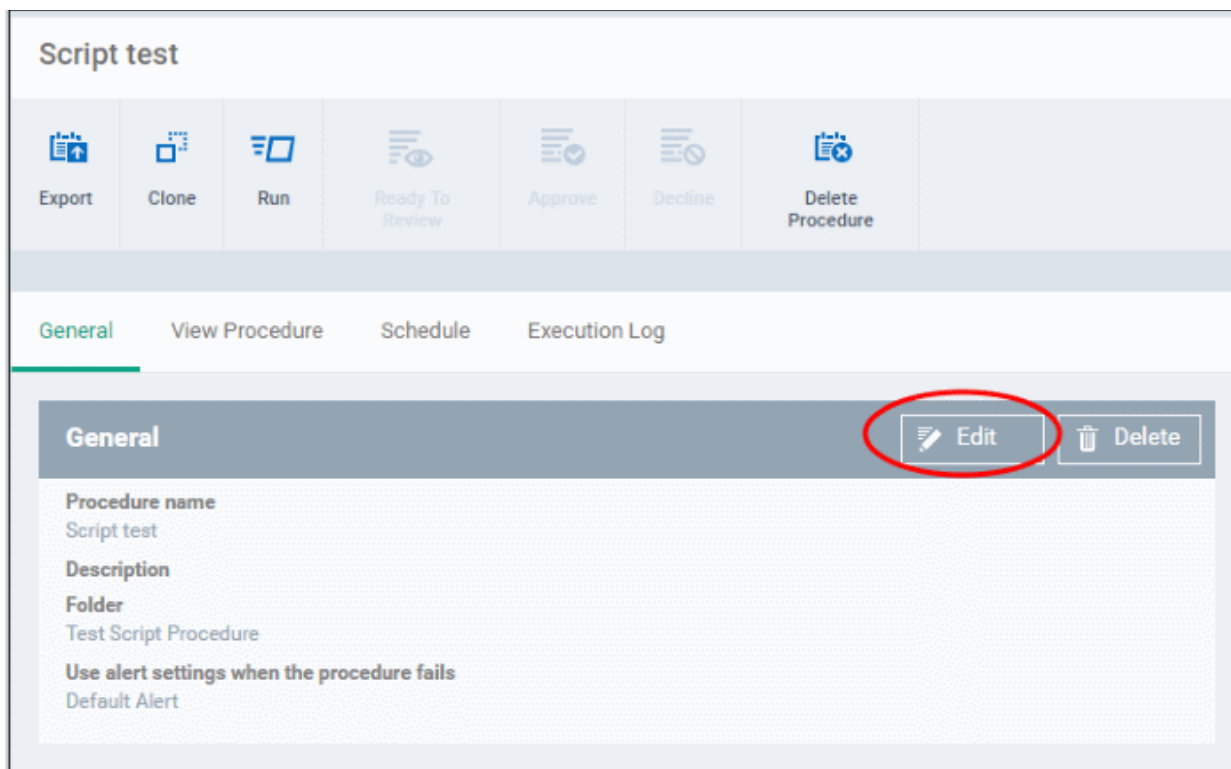 Script test
Export
Clone
Run
Ready To
Review
Approve
Decline
Delete
Procedure
General
View Procedure
Schedule
Execution Log
General
Edit
Delete
Procedure name
Script test
Description
Folder
Test Script Procedure
Use alert settings when the procedure fails
Default Alert